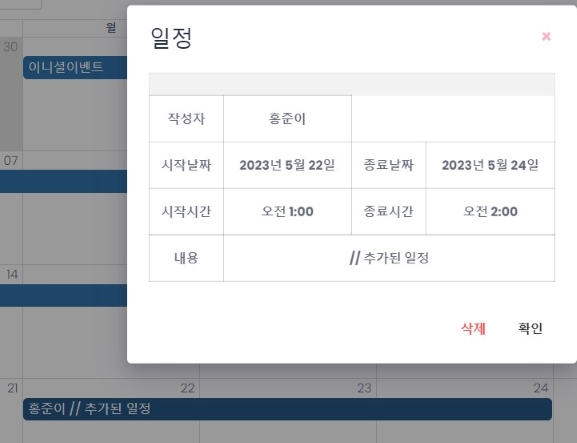 월
일정
×
30
이니셜이벤트
작성자 홍준이
07
시작날짜 2023년 5월 22일 종료날짜 2023년 5월 24일
시작시간 오전 1:00 종료시간 오전 2:00
내용 // 추가된 일정
14
삭제 확인
21 22 23 24
홍준이 // 추가된 일정